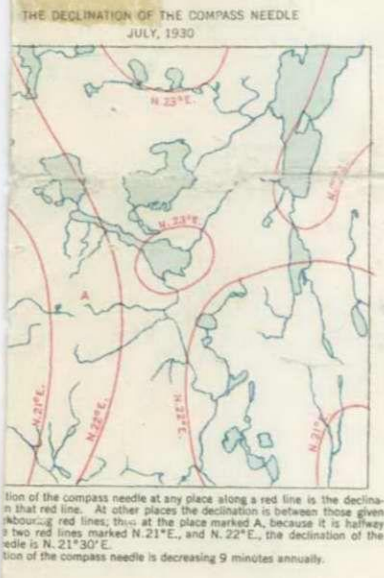 THE DECLINATION OF THE COMPASS NEEDLE
JULY, 1930
N. 23°E.
N. 23°E.
A
N. 21°E.
N. 22°E.
N. 22°E.
N. 21°E.
tion of the compass needle at any place along a red line is the declina-
n that red line. At other places the declination is between those given
red lines; thus at the place marked A, because it is halfway
two red lines marked N. 21°E., and N. 22°E., the declination of the
edle is N. 21°30′ E.
tion of the compass needle is decreasing 9 minutes annually.